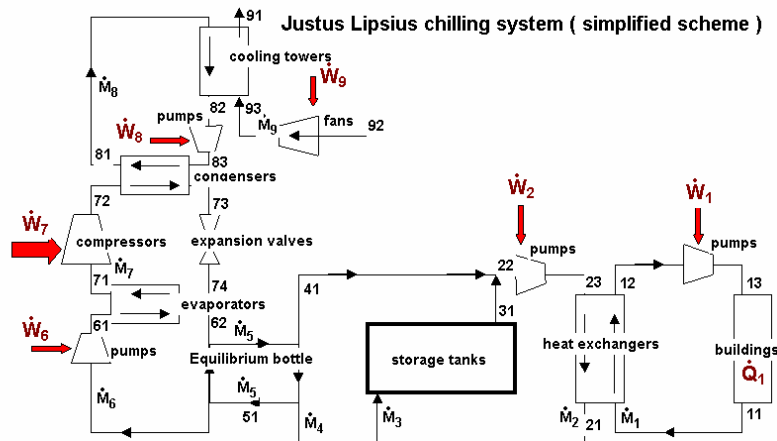 Justus Lipsius chilling system ( simplified scheme )
91
cooling towers
Ṁ8
Ẇ9
82
93
pumps
Ṁ9
fans
92
Ẇ8
81
83
condensers
72
73
Ẇ2
Ẇ1
Ẇ7
compressors
expansion valves
pumps
pumps
Ṁ7
22
71
74
41
23
12
13
evaporators
31
61
62
Ẇ6
Ṁ5
pumps
Equilibrium bottle
storage tanks
heat exchangers
buildings
Q̇1
Ṁ5
Ṁ6
51
Ṁ4
Ṁ3
Ṁ2
21
Ṁ1
11